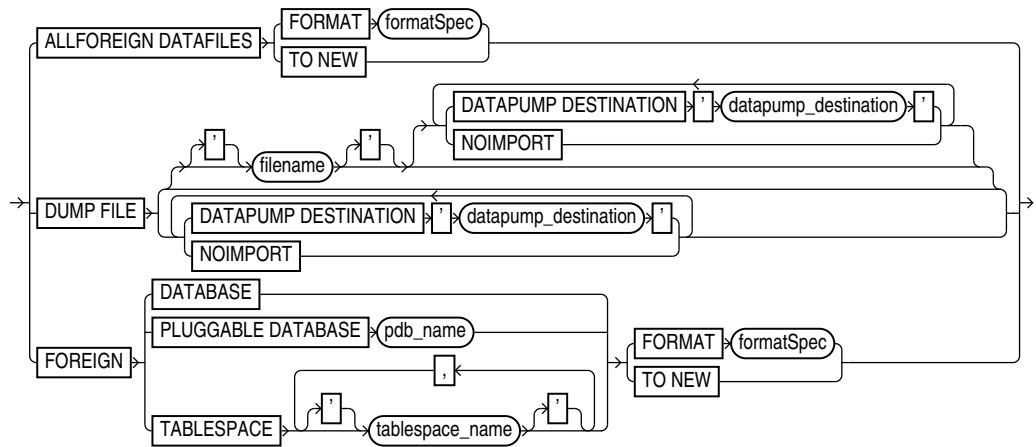 FORMAT formatSpec
ALLFOREIGN DATAFILES
TO NEW
DATAPUMP DESTINATION ' datapump_destination '
NOIMPORT
' filename '
DUMP FILE
DATAPUMP DESTINATION ' datapump_destination '
NOIMPORT
DATABASE
PLUGGABLE DATABASE pdb_name
FORMAT formatSpec
FOREIGN
TO NEW
,
TABLESPACE ' tablespace_name '